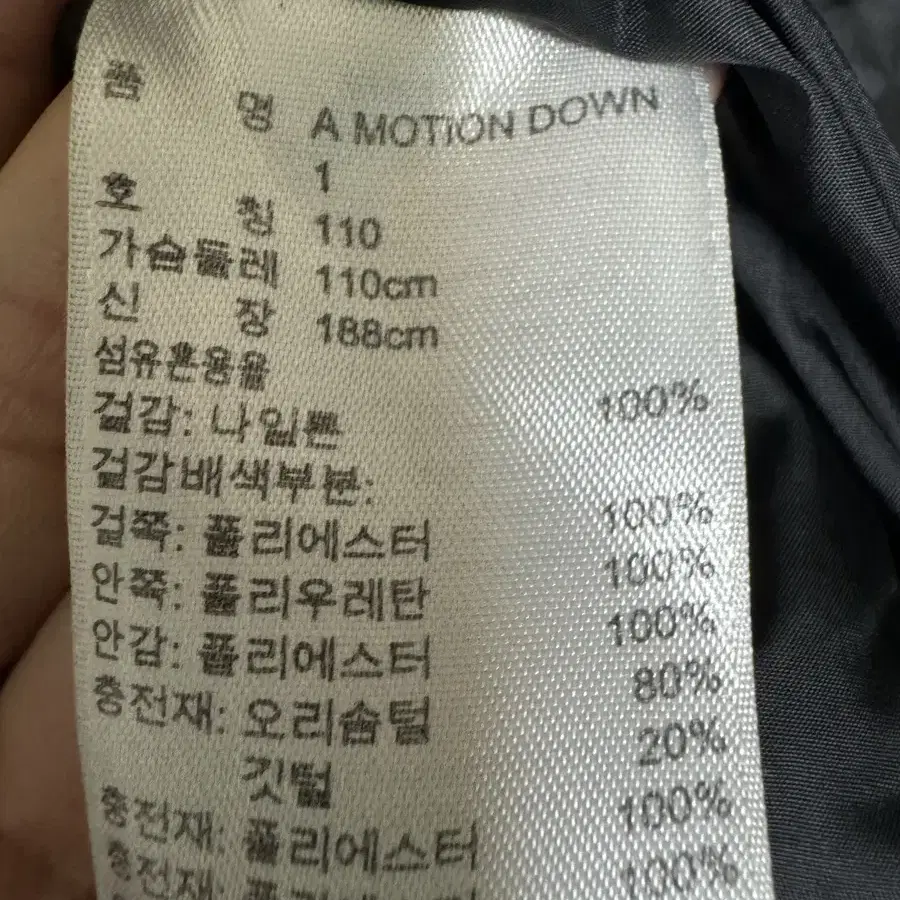 품 명 A MOTION DOWN
1
호 칭 110
가슴둘레 110cm
신 장 188cm
섬유혼용율
겉감: 나일론 100%
겉감배색부분:
겉쪽: 폴리에스터 100%
안쪽: 폴리우레탄 100%
안감: 폴리에스터 100%
충전재: 오리솜털 80%
깃털 20%
충전재: 폴리에스터 100%
충전재: 100%